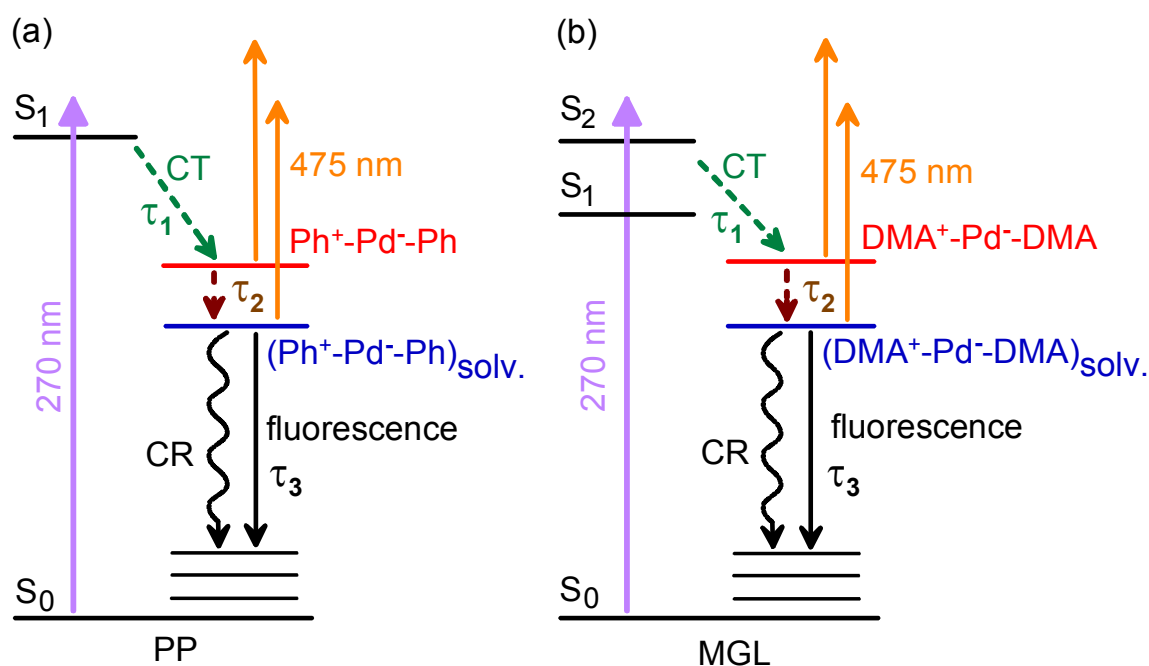 (a)
S1
CT
τ1
475 nm
Ph+-Pd--Ph
τ2
270 nm
(Ph+-Pd--Ph)solv.
fluorescence
CR
τ3
S0
PP
(b)
S2
CT
475 nm
S1
τ1
DMA+-Pd--DMA
τ2
270 nm
(DMA+-Pd--DMA)solv.
fluorescence
CR
τ3
S0
MGL